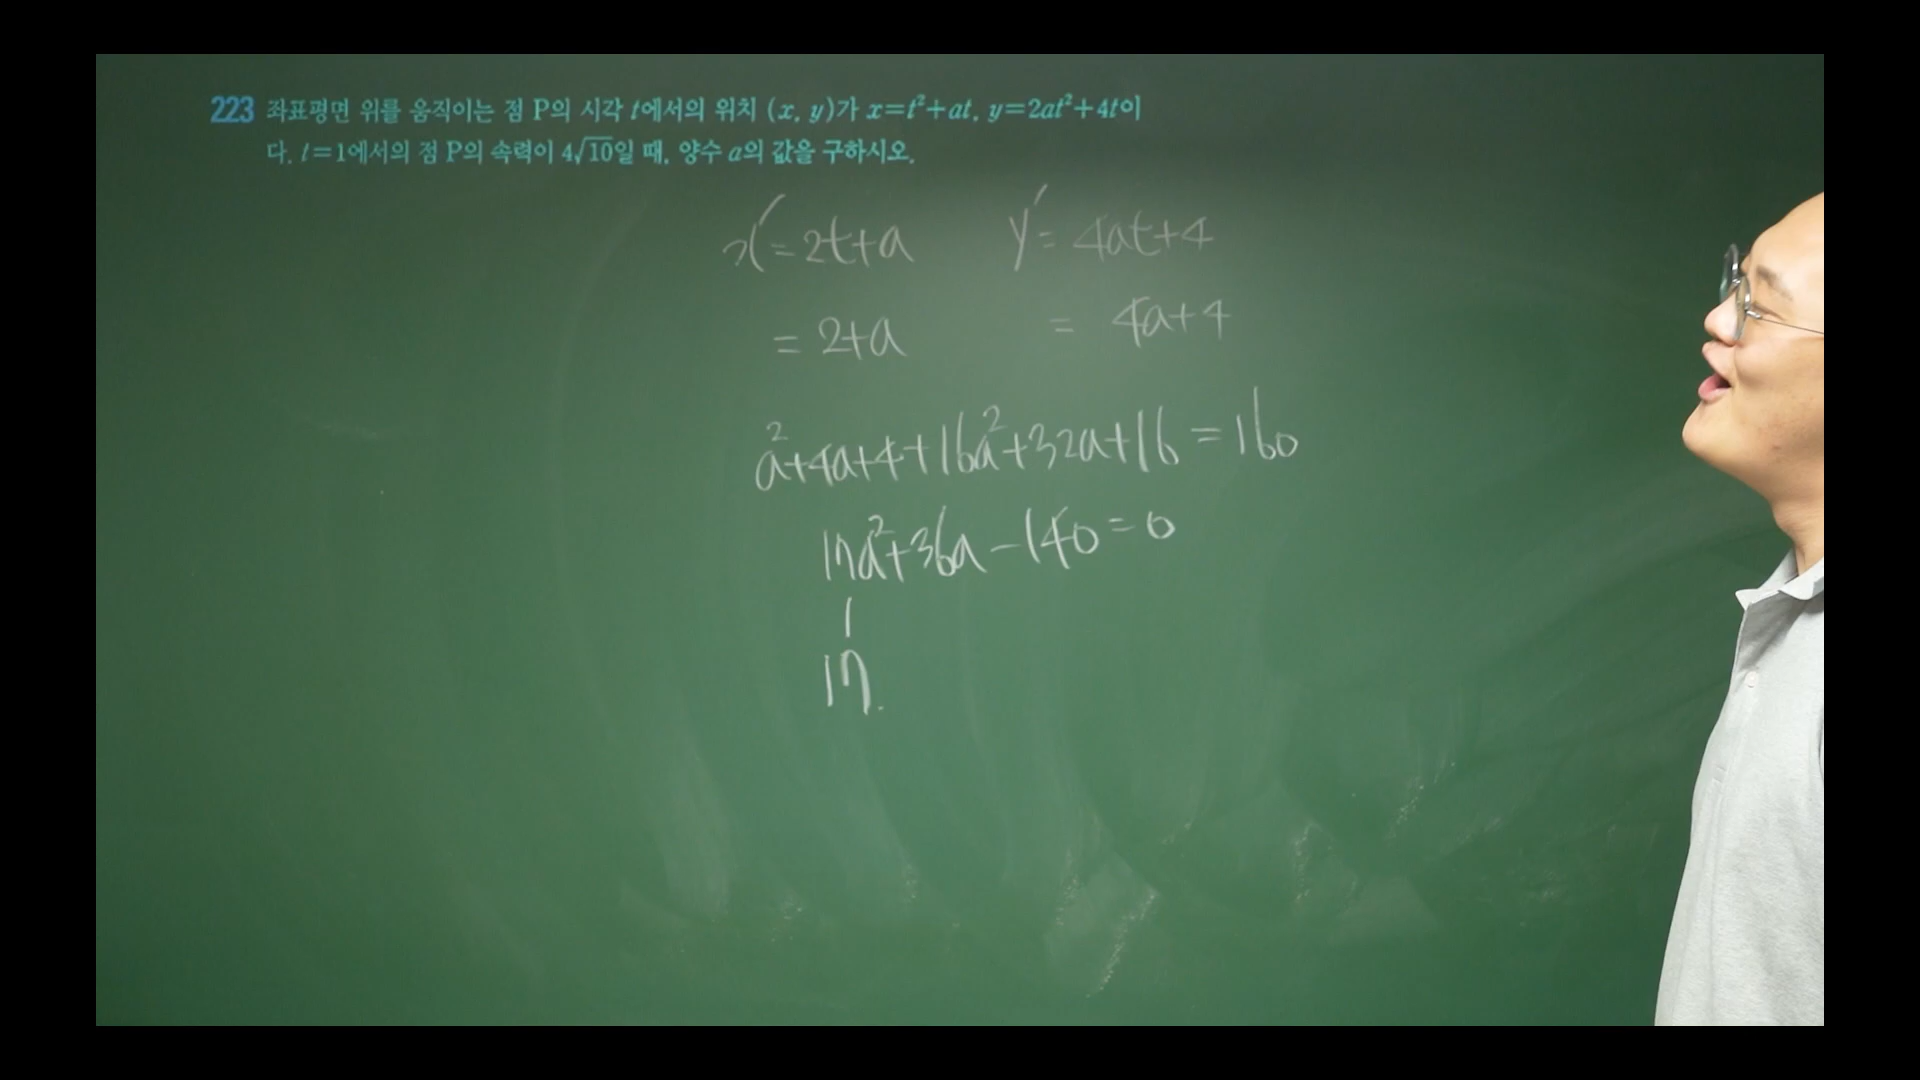 223 좌표평면 위를 움직이는 점 P의 시각 t에서의 위치 (x, y)가 x=t²+at, y=2at²+4t이
다. t=1에서의 점 P의 속력이 4√10일 때, 양수 a의 값을 구하시오.
x′=2t+a y′=4at+4
=2+a = 4a+4
a²+4a+4+16a²+32a+16=160
17a²+36a-140=0
1
17